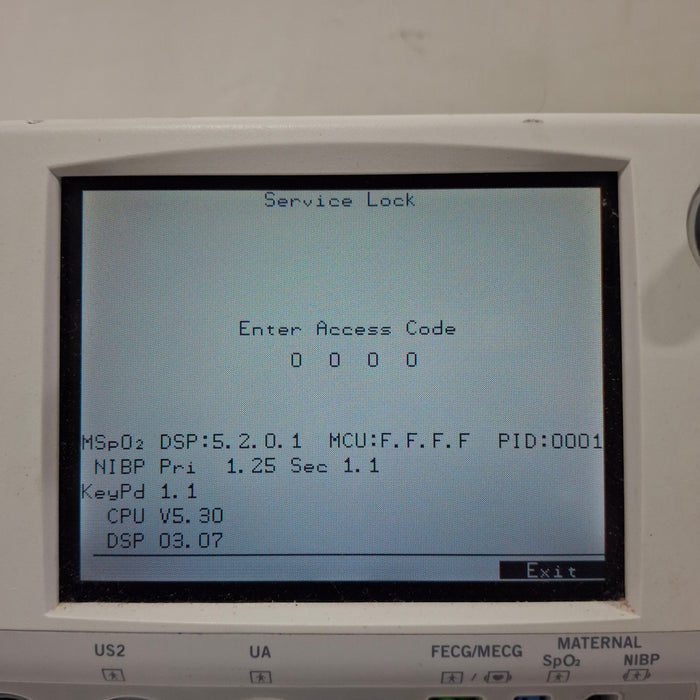 Service Lock
Enter Access Code
0 0 0 0
MSpO₂ DSP:5.2.0.1 MCU:F.F.F.F PID:0001
NIBP Pri 1.25 Sec 1.1
KeyPd 1.1
CPU V5.30
DSP 03.07
Exit
US2 UA FECG/MECG MATERNAL
SpO₂ NIBP
/